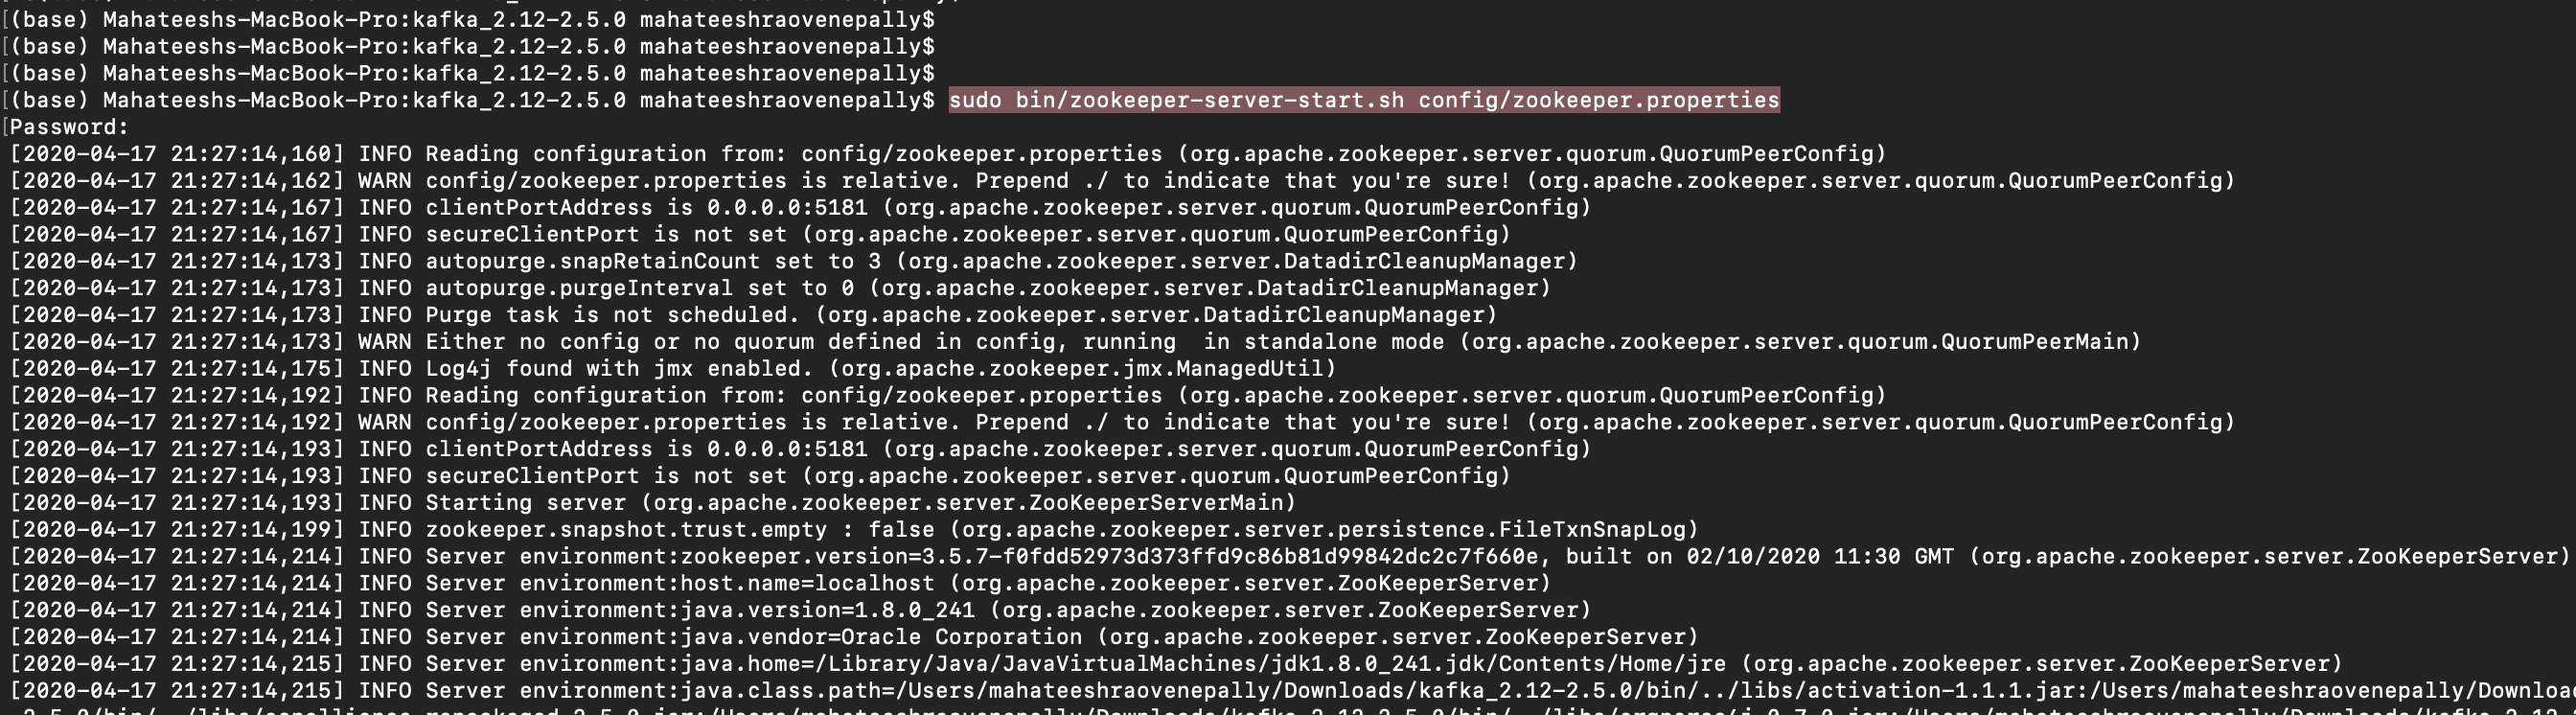 [(base) Mahateeshs-MacBook-Pro:kafka_2.12-2.5.0 mahateeshraovenepally$
[(base) Mahateeshs-MacBook-Pro:kafka_2.12-2.5.0 mahateeshraovenepally$
[(base) Mahateeshs-MacBook-Pro:kafka_2.12-2.5.0 mahateeshraovenepally$
[(base) Mahateeshs-MacBook-Pro:kafka_2.12-2.5.0 mahateeshraovenepally$ sudo bin/zookeeper-server-start.sh config/zookeeper.properties
[Password:
[2020-04-17 21:27:14,160] INFO Reading configuration from: config/zookeeper.properties (org.apache.zookeeper.server.quorum.QuorumPeerConfig)
[2020-04-17 21:27:14,162] WARN config/zookeeper.properties is relative. Prepend ./ to indicate that you're sure! (org.apache.zookeeper.server.quorum.QuorumPeerConfig)
[2020-04-17 21:27:14,167] INFO clientPortAddress is 0.0.0.0:5181 (org.apache.zookeeper.server.quorum.QuorumPeerConfig)
[2020-04-17 21:27:14,167] INFO secureClientPort is not set (org.apache.zookeeper.server.quorum.QuorumPeerConfig)
[2020-04-17 21:27:14,173] INFO autopurge.snapRetainCount set to 3 (org.apache.zookeeper.server.DatadirCleanupManager)
[2020-04-17 21:27:14,173] INFO autopurge.purgeInterval set to 0 (org.apache.zookeeper.server.DatadirCleanupManager)
[2020-04-17 21:27:14,173] INFO Purge task is not scheduled. (org.apache.zookeeper.server.DatadirCleanupManager)
[2020-04-17 21:27:14,173] WARN Either no config or no quorum defined in config, running  in standalone mode (org.apache.zookeeper.server.quorum.QuorumPeerMain)
[2020-04-17 21:27:14,175] INFO Log4j found with jmx enabled. (org.apache.zookeeper.jmx.ManagedUtil)
[2020-04-17 21:27:14,192] INFO Reading configuration from: config/zookeeper.properties (org.apache.zookeeper.server.quorum.QuorumPeerConfig)
[2020-04-17 21:27:14,192] WARN config/zookeeper.properties is relative. Prepend ./ to indicate that you're sure! (org.apache.zookeeper.server.quorum.QuorumPeerConfig)
[2020-04-17 21:27:14,193] INFO clientPortAddress is 0.0.0.0:5181 (org.apache.zookeeper.server.quorum.QuorumPeerConfig)
[2020-04-17 21:27:14,193] INFO secureClientPort is not set (org.apache.zookeeper.server.quorum.QuorumPeerConfig)
[2020-04-17 21:27:14,193] INFO Starting server (org.apache.zookeeper.server.ZooKeeperServerMain)
[2020-04-17 21:27:14,199] INFO zookeeper.snapshot.trust.empty : false (org.apache.zookeeper.server.persistence.FileTxnSnapLog)
[2020-04-17 21:27:14,214] INFO Server environment:zookeeper.version=3.5.7-f0fdd52973d373ffd9c86b81d99842dc2c7f660e, built on 02/10/2020 11:30 GMT (org.apache.zookeeper.server.ZooKeeperServer)
[2020-04-17 21:27:14,214] INFO Server environment:host.name=localhost (org.apache.zookeeper.server.ZooKeeperServer)
[2020-04-17 21:27:14,214] INFO Server environment:java.version=1.8.0_241 (org.apache.zookeeper.server.ZooKeeperServer)
[2020-04-17 21:27:14,214] INFO Server environment:java.vendor=Oracle Corporation (org.apache.zookeeper.server.ZooKeeperServer)
[2020-04-17 21:27:14,215] INFO Server environment:java.home=/Library/Java/JavaVirtualMachines/jdk1.8.0_241.jdk/Contents/Home/jre (org.apache.zookeeper.server.ZooKeeperServer)
[2020-04-17 21:27:14,215] INFO Server environment:java.class.path=/Users/mahateeshraovenepally/Downloads/kafka_2.12-2.5.0/bin/../libs/activation-1.1.1.jar:/Users/mahateeshraovenepally/Downloa